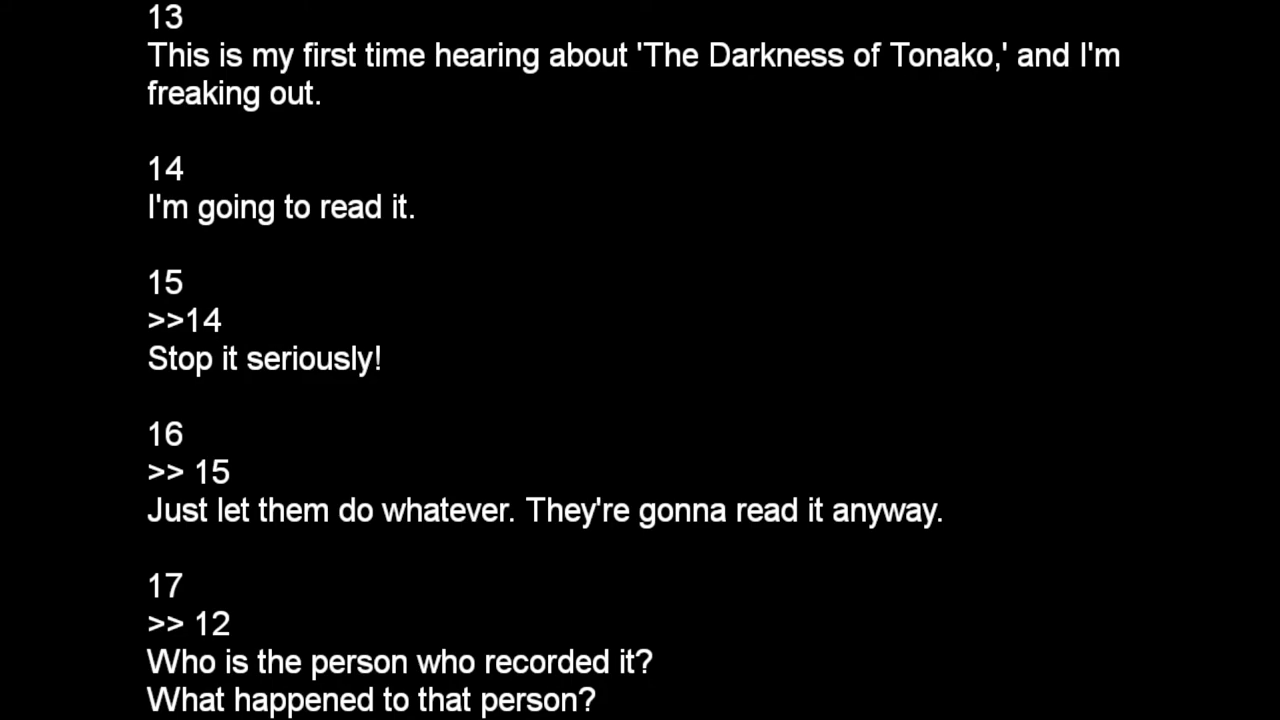 13
This is my first time hearing about 'The Darkness of Tonako,' and I'm
freaking out.
14
I'm going to read it.
15
>>14
Stop it seriously!
16
>> 15
Just let them do whatever. They're gonna read it anyway.
17
>> 12
Who is the person who recorded it?
What happened to that person?